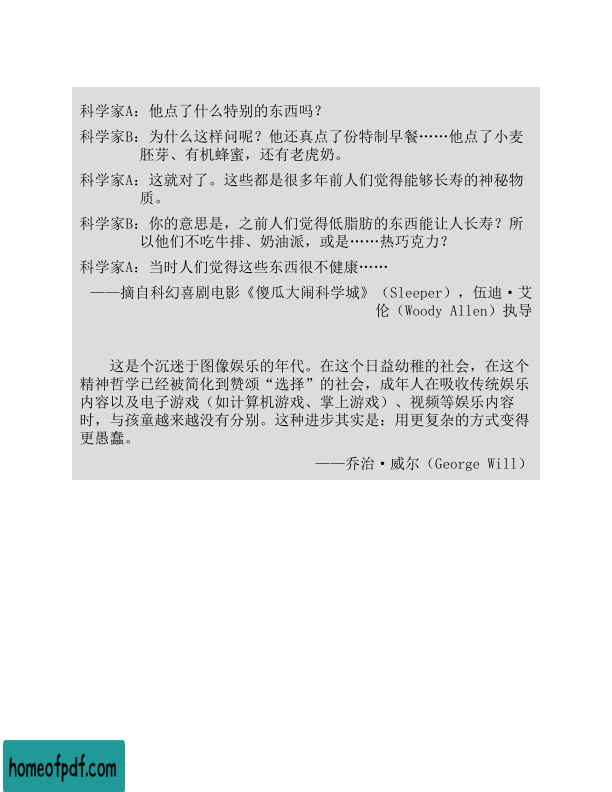 科学家A：他点了什么特别的东西吗？
科学家B：为什么这样问呢？他还真点了份特制早餐……他点了小麦
胚芽、有机蜂蜜，还有老虎奶。
科学家A：这就对了。这些都是很多年前人们觉得能够长寿的神秘物
质。
科学家B：你的意思是，之前人们觉得低脂肪的东西能让人长寿？所
以他们不吃牛排、奶油派，或是……热巧克力？
科学家A：当时人们觉得这些东西很不健康……
——摘自科幻喜剧电影《傻瓜大闹科学城》（Sleeper），伍迪·艾
伦（Woody Allen）执导
这是个沉迷于图像娱乐的年代。在这个日益幼稚的社会，在这个
精神哲学已经被简化到赞颂“选择”的社会，成年人在吸收传统娱乐
内容以及电子游戏（如计算机游戏、掌上游戏）、视频等娱乐内容
时，与孩童越来越没有分别。这种进步其实是：用更复杂的方式变得
更愚蠢。
——乔治·威尔（George Will）
homeofpdf.com